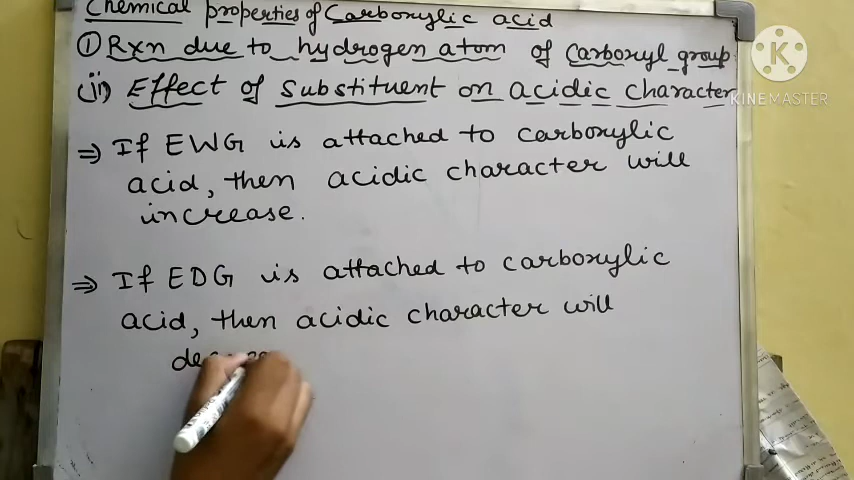 Chemical properties of Carboxylic acid
① Rxn due to hydrogen atom of carboxyl group
(ii) Effect of substituent on acidic character
⇒ If EWG is attached to carboxylic
acid, then acidic character will
increase.
⇒ If EDG is attached to carboxylic
acid, then acidic character will
KINEMASTER